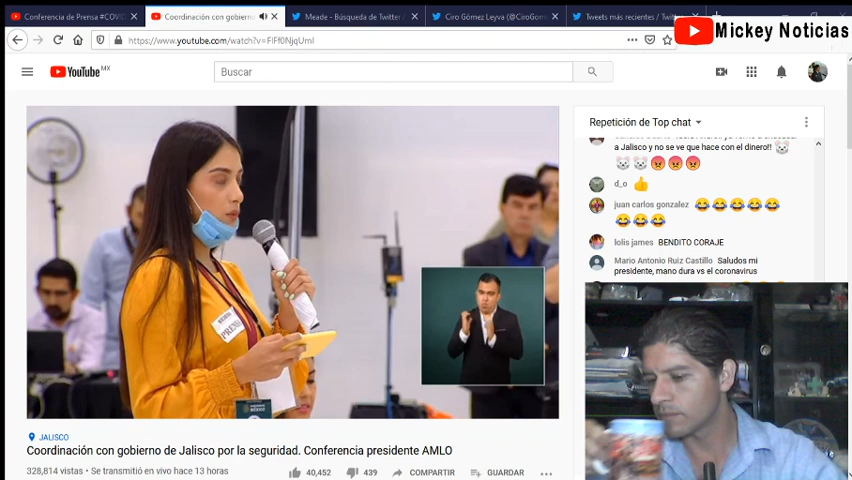 Conferencia de Prensa #COVID
Coordinación con gobierno
Meade - Búsqueda de Twitter /
Ciro Gómez Leyva (@CiroGom
Tweets más recientes / Twitt
Mickey Noticias
https://www.youtube.com/watch?v=FlFf0NjqUmI
YouTube MX
Buscar
Repetición de Top chat
a Jalisco y no se ve que hace con el dinero!!
d_o
juan carlos gonzalez
lolis james BENDITO CORAJE
Mario Antonio Ruiz Castillo Saludos mi
presidente, mano dura vs el coronavirus
PRENSA
JALISCO
Coordinación con gobierno de Jalisco por la seguridad. Conferencia presidente AMLO
328,814 vistas • Se transmitió en vivo hace 13 horas
40,452
439
COMPARTIR
GUARDAR